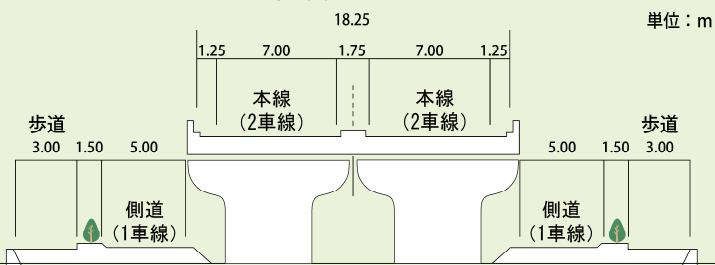 18.25
単位：m
1.25 7.00 1.75 7.00 1.25
本線 本線
（2車線） （2車線）
歩道 歩道
3.00 1.50 5.00 5.00 1.50 3.00
側道 側道
（1車線） （1車線）